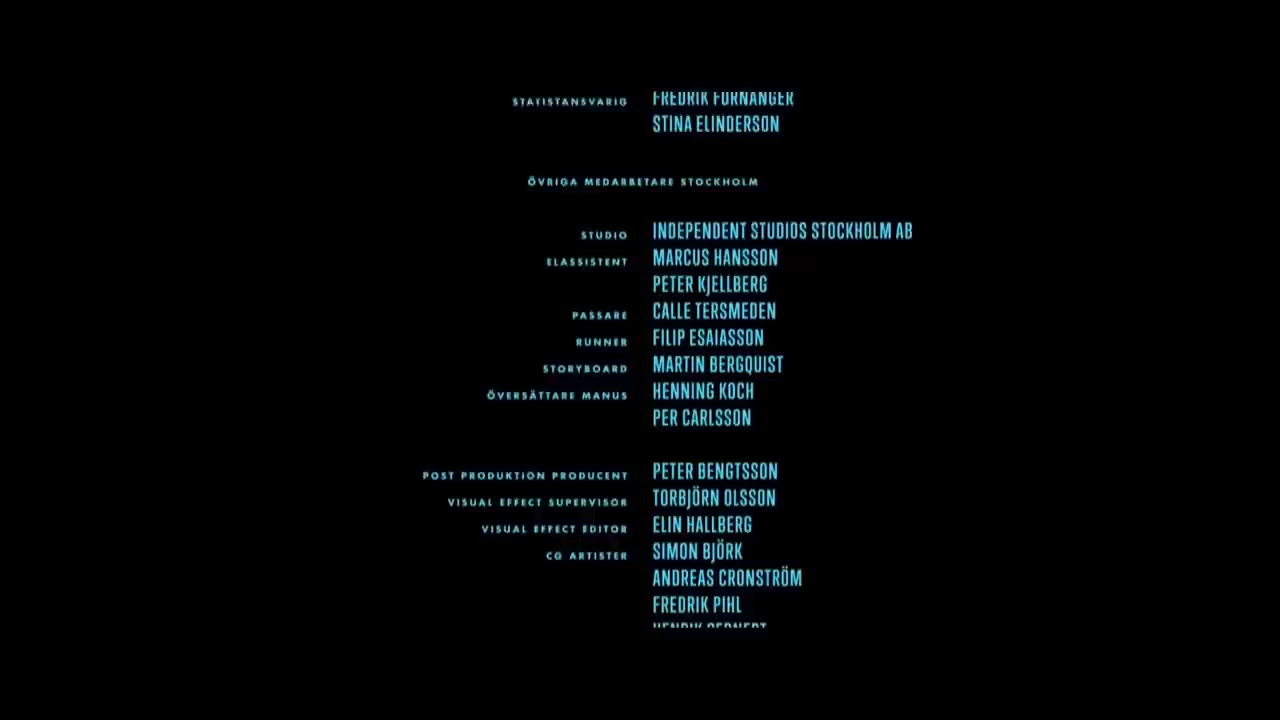 STATISTANSVARIG FREDRIK FORNANGER
STINA ELINDERSON
ÖVRIGA MEDARBETARE STOCKHOLM
STUDIO INDEPENDENT STUDIOS STOCKHOLM AB
ELASSISTENT MARCUS HANSSON
PETER KJELLBERG
PASSARE CALLE TERSMEDEN
RUNNER FILIP ESAIASSON
STORYBOARD MARTIN BERGQUIST
ÖVERSÄTTARE MANUS HENNING KOCH
PER CARLSSON
POST PRODUKTION PRODUCENT PETER BENGTSSON
VISUAL EFFECT SUPERVISOR TORBJÖRN OLSSON
VISUAL EFFECT EDITOR ELIN HALLBERG
CG ARTISTER SIMON BJÖRK
ANDREAS CRONSTRÖM
FREDRIK PIHL
HENRIK